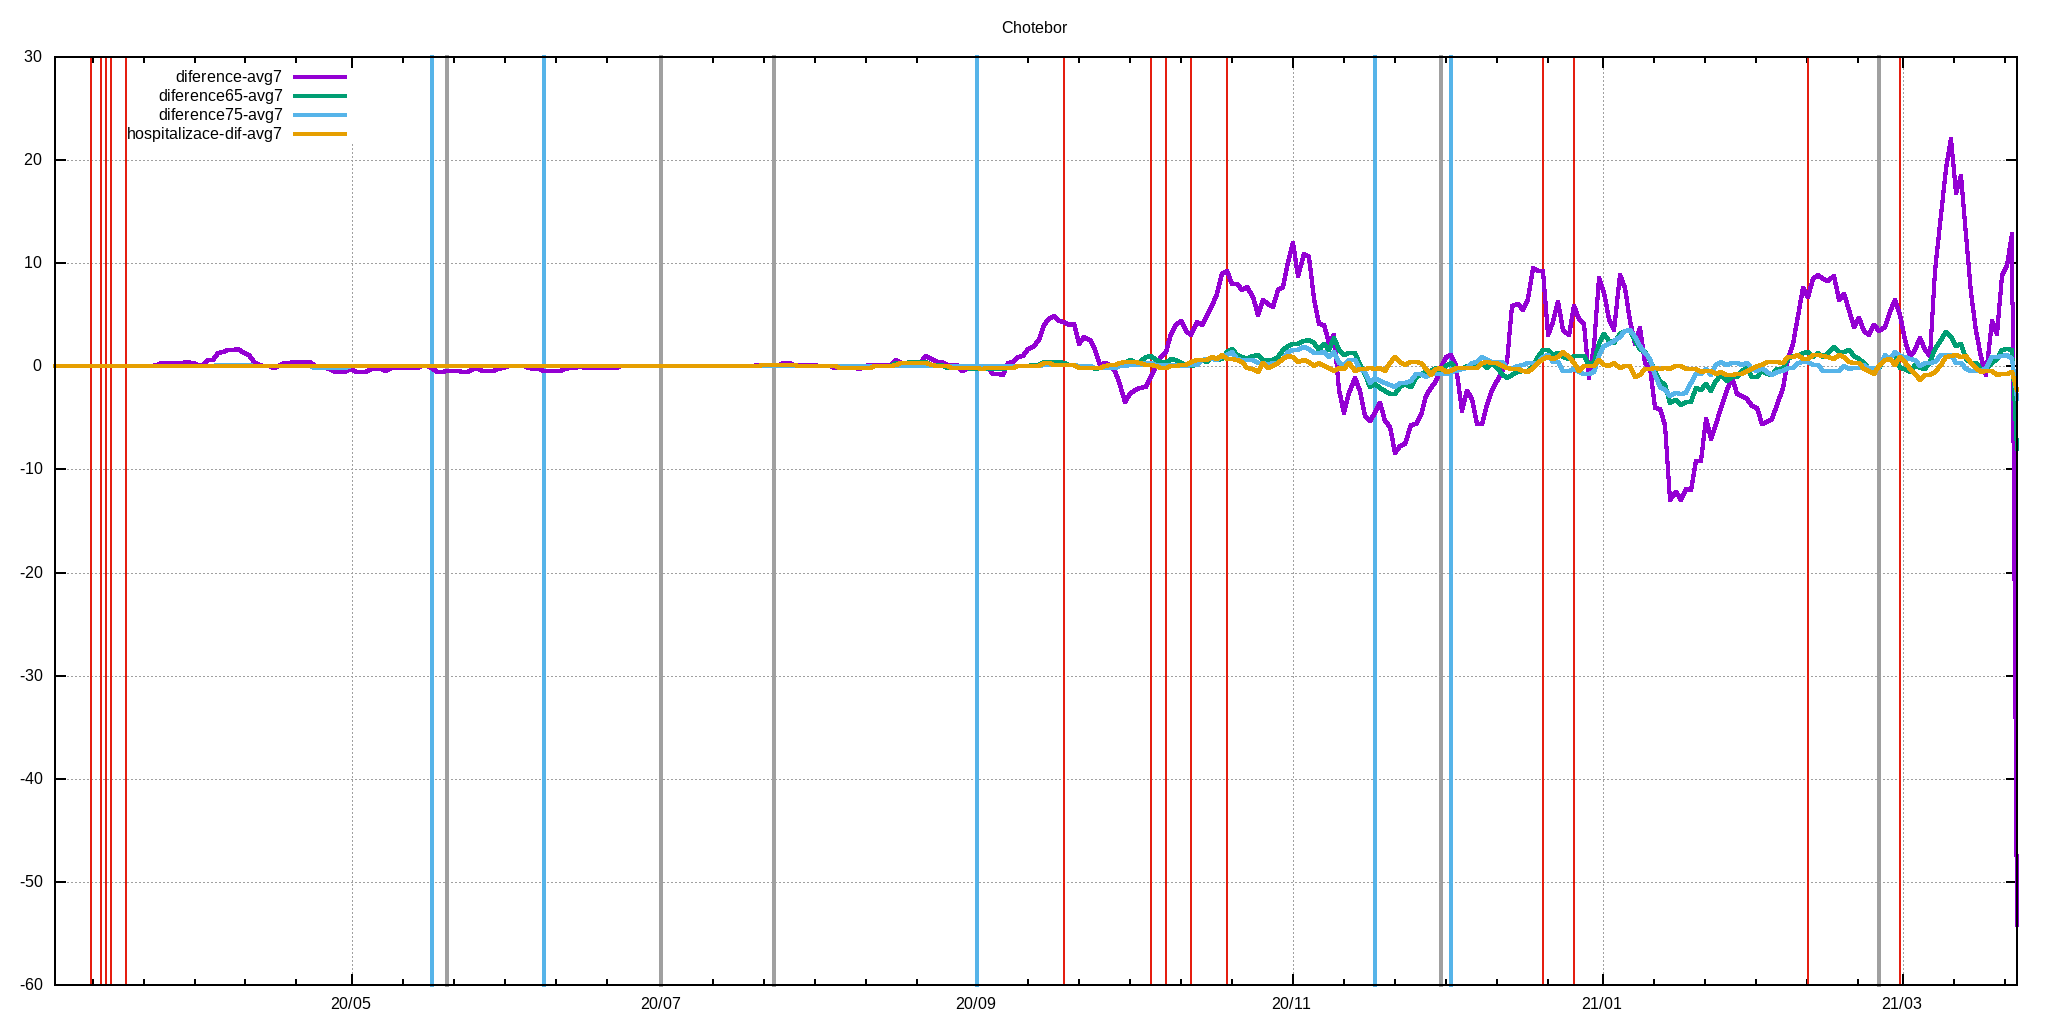 Chotebor
30
diference-avg7
diference65-avg7
diference75-avg7
hospitalizace-dif-avg7
20
10
0
-10
-20
-30
-40
-50
-60
20/05 20/07 20/09 20/11 21/01 21/03